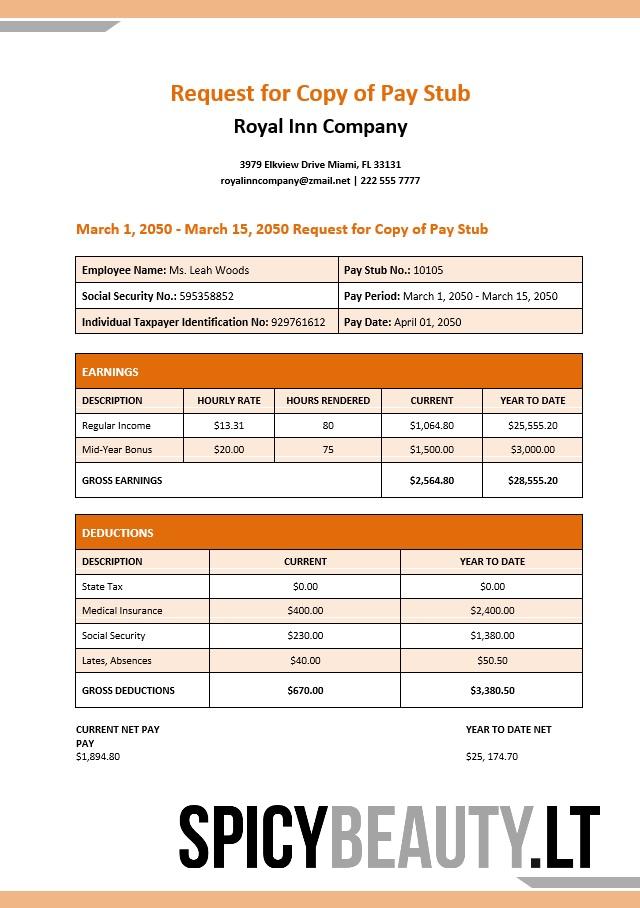 Request for Copy of Pay Stub
Royal Inn Company
3979 Elkview Drive Miami, FL 33131
royalinncompany@zmail.net | 222 555 7777
March 1, 2050 - March 15, 2050 Request for Copy of Pay Stub
Employee Name: Ms. Leah Woods Pay Stub No.: 10105
Social Security No.: 595358852 Pay Period: March 1, 2050 - March 15, 2050
Individual Taxpayer Identification No: 929761612 Pay Date: April 01, 2050
EARNINGS
DESCRIPTION HOURLY RATE HOURS RENDERED CURRENT YEAR TO DATE
Regular Income $13.31 80 $1,064.80 $25,555.20
Mid-Year Bonus $20.00 75 $1,500.00 $3,000.00
GROSS EARNINGS $2,564.80 $28,555.20
DEDUCTIONS
DESCRIPTION CURRENT YEAR TO DATE
State Tax $0.00 $0.00
Medical Insurance $400.00 $2,400.00
Social Security $230.00 $1,380.00
Lates, Absences $40.00 $50.50
GROSS DEDUCTIONS $670.00 $3,380.50
CURRENT NET PAY YEAR TO DATE NET
PAY
$1,894.80 $25, 174.70
SPICYBEAUTY.LT